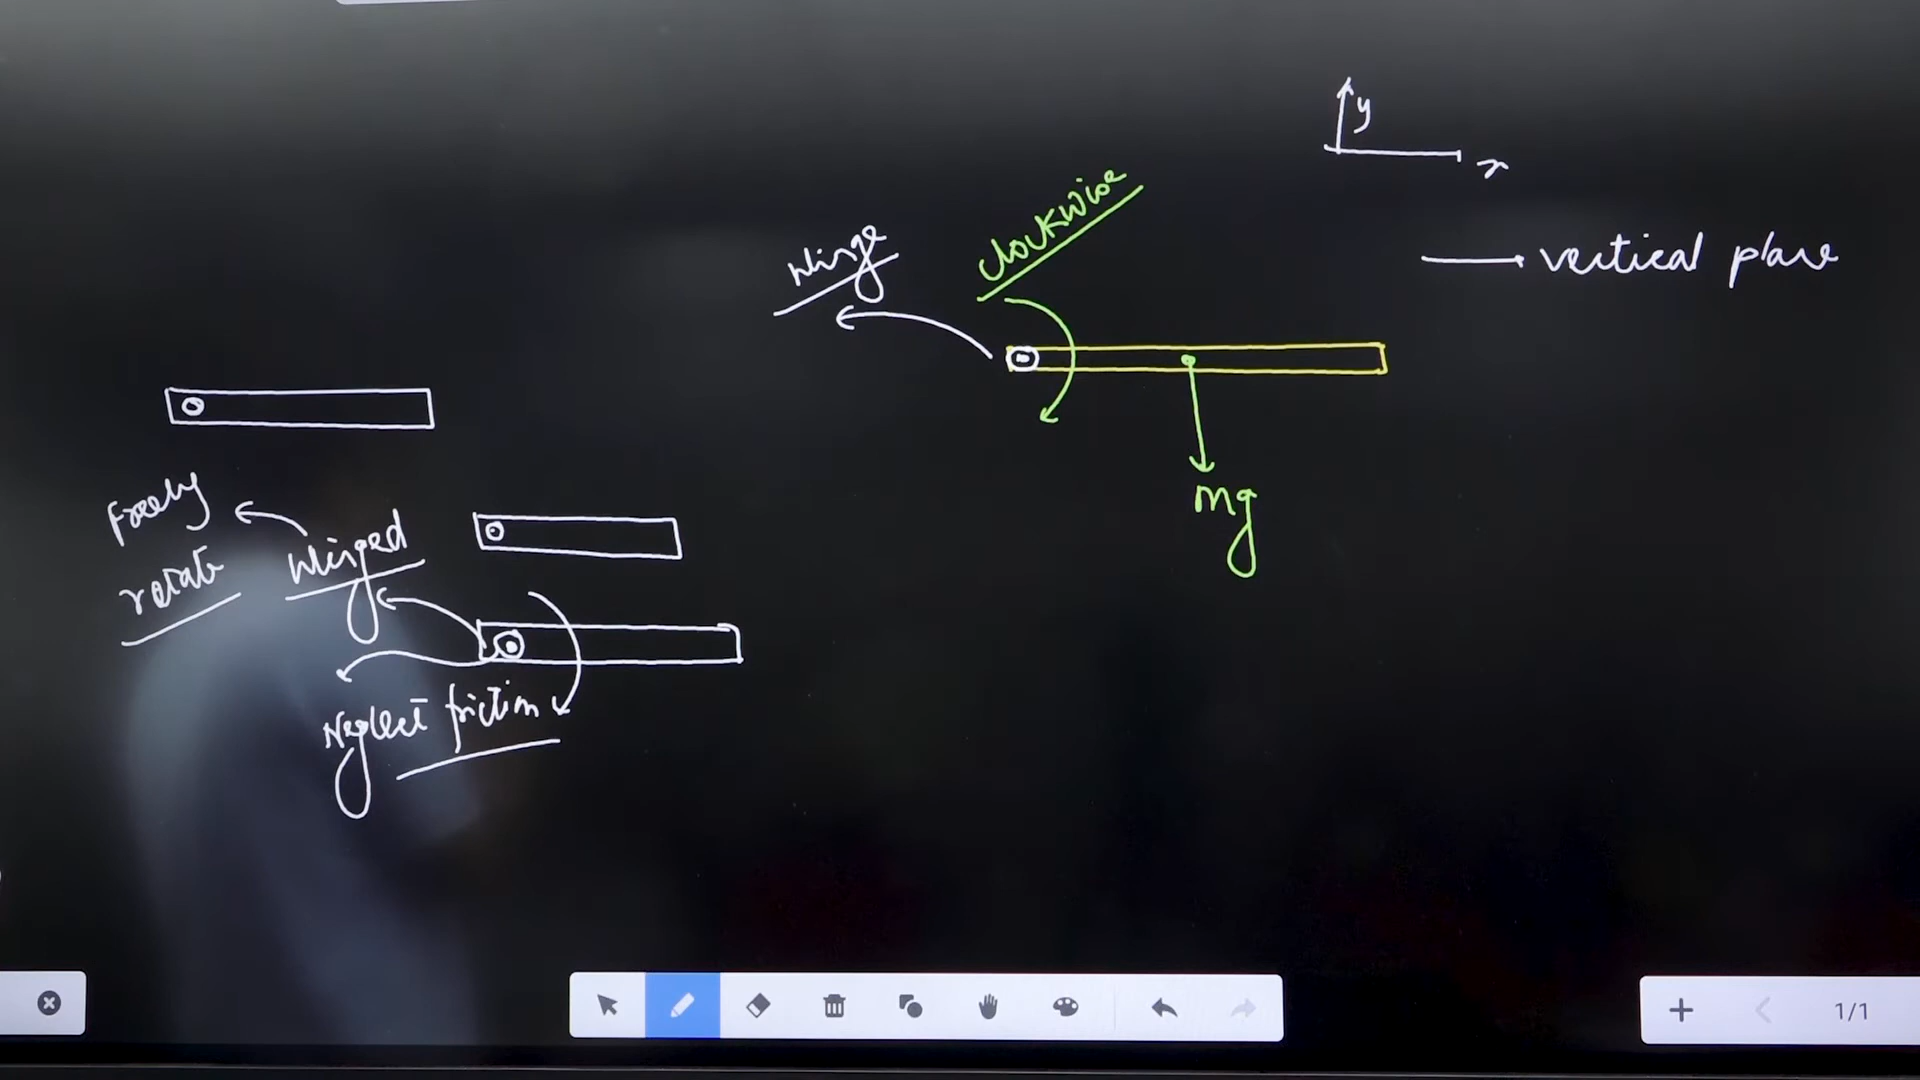 y
x
vertical plane
clockwise
Hinge
mg
freely
rotate
Hinged
Neglect friction
1/1